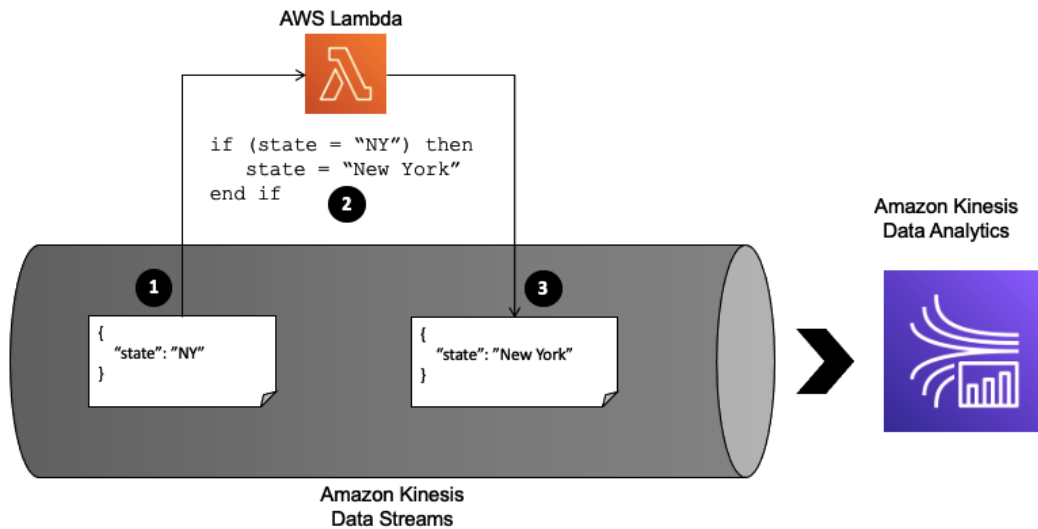 AWS Lambda
if (state = “NY”) then
state = “New York”
end if
2
Amazon Kinesis
Data Analytics
1
3
{
“state”: ”NY”
}
{
“state”: ”New York”
}
Amazon Kinesis
Data Streams